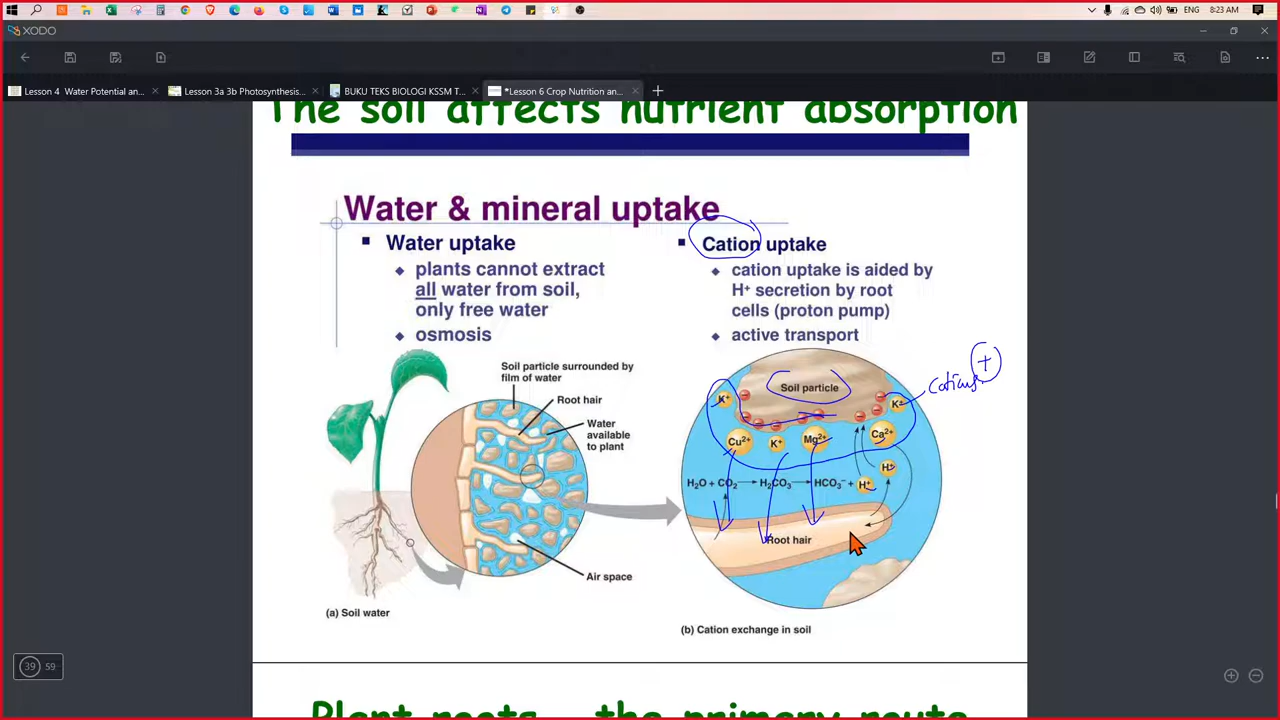 ENG 8:23 AM
XODO
Lesson 4 Water Potential an...
Lesson 3a 3b Photosynthesis...
BUKU TEKS BIOLOGI KSSM T...
*Lesson 6 Crop Nutrition an...
The soil affects nutrient absorption
Water & mineral uptake
Water uptake
plants cannot extract
all water from soil,
only free water
osmosis
Cation uptake
cation uptake is aided by
H+ secretion by root
cells (proton pump)
active transport
Soil particle surrounded by
film of water
Root hair
Water
available
to plant
Air space
(a) Soil water
+
Cations
Soil particle
K+
K+
Cu2+
K+
Mg2+
Ca2+
H+
H2O + CO2 → H2CO3 → HCO3− + H+
Root hair
(b) Cation exchange in soil
39 59
Plant roots – the primary route